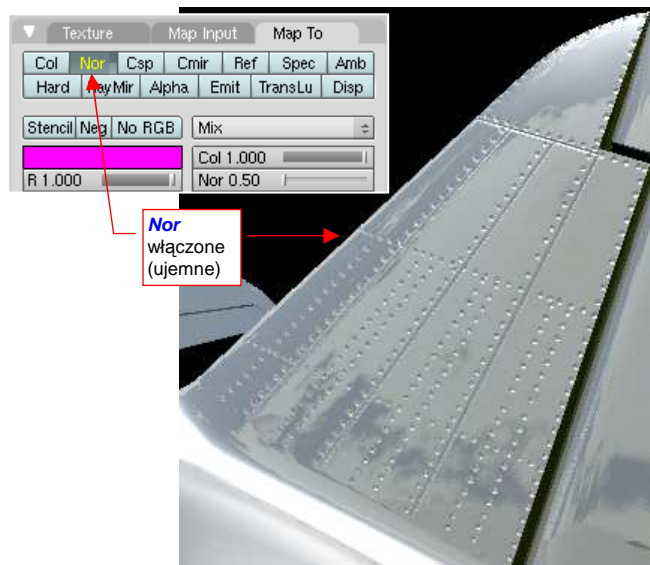 Texture Map Input Map To
Col Nor Csp Cmir Ref Spec Amb
Hard RayMir Alpha Emit TransLu Disp
Stencil Neg No RGB Mix
Col 1.000
R 1.000 Nor 0.50
Nor
włączone
(ujemne)